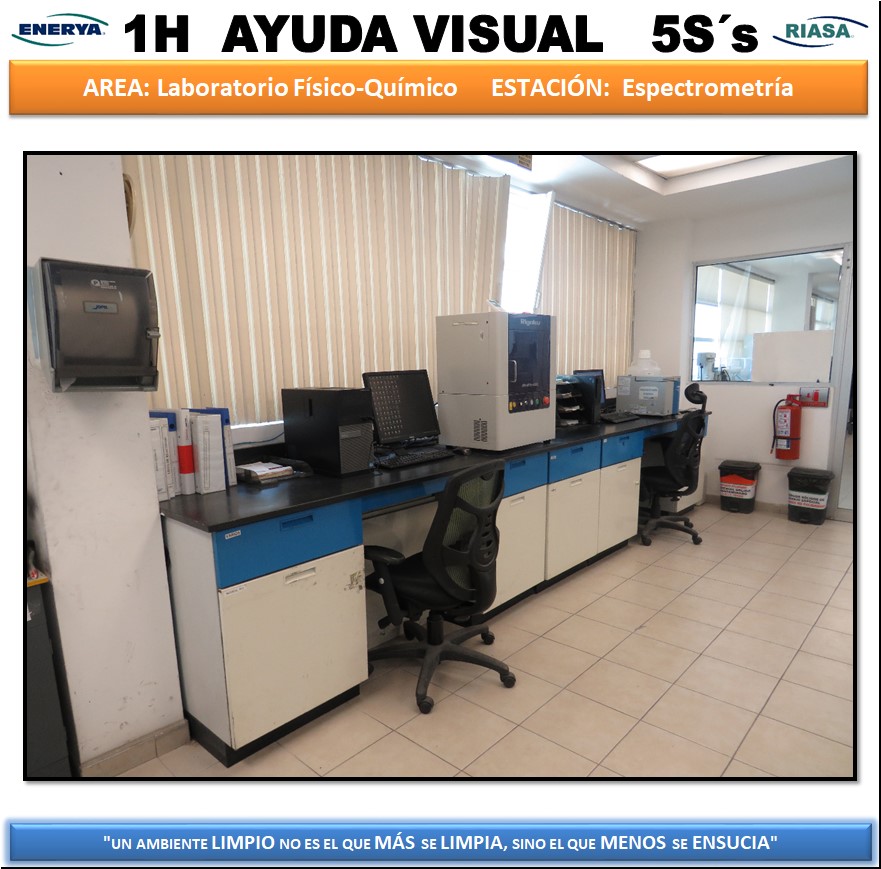 ENERYA
1H AYUDA VISUAL 5S´s
RIASA
AREA: Laboratorio Físico-Químico ESTACIÓN: Espectrometría
Rigaku
"UN AMBIENTE LIMPIO NO ES EL QUE MÁS SE LIMPIA, SINO EL QUE MENOS SE ENSUCIA"